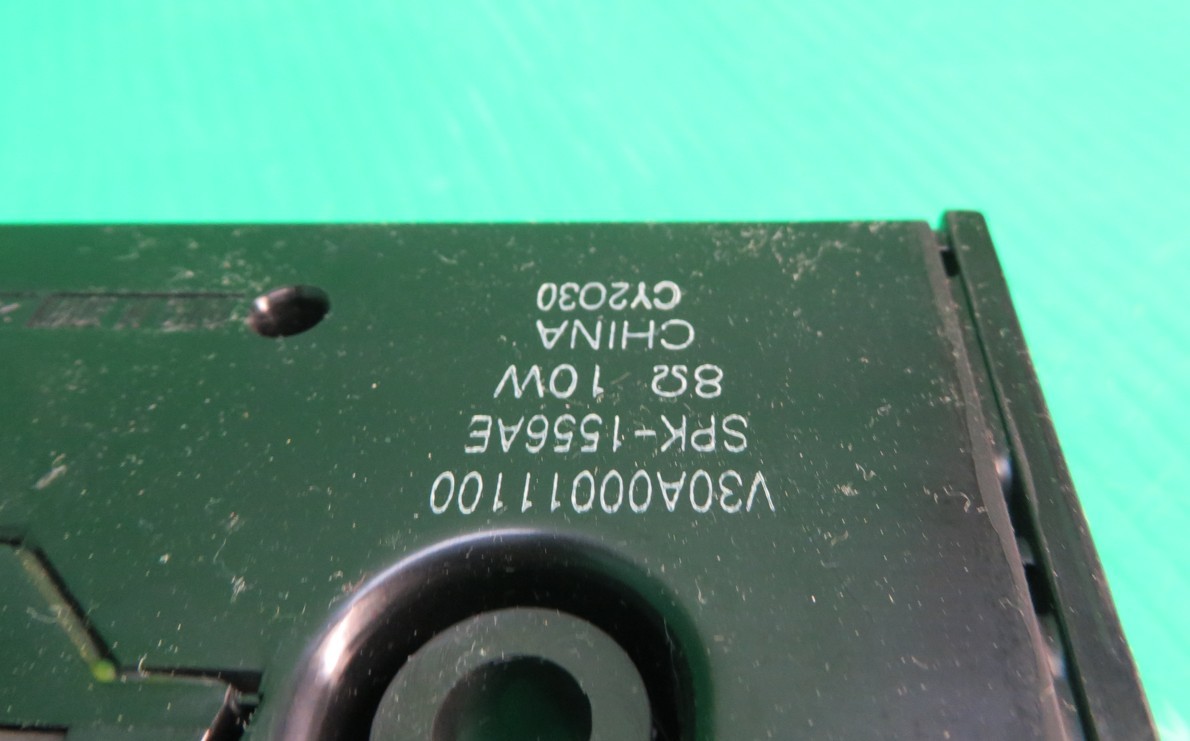 V30A00011100
SPK-1556AE
8Ω 10W
CHINA
CY2030